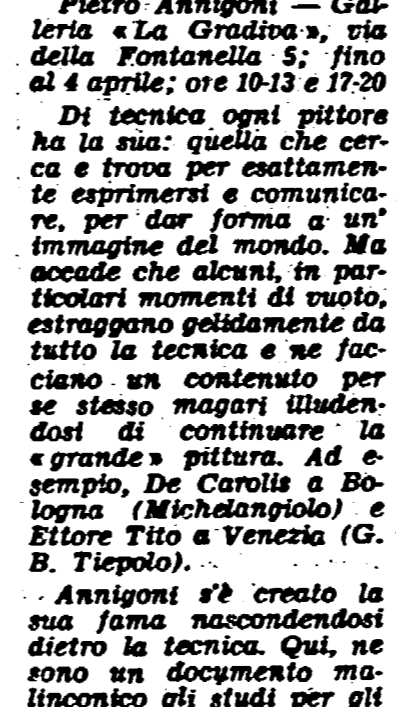 Pietro Annigoni — Gal-
leria «La Gradiva», via
della Fontanella 5; fino
al 4 aprile; ore 10-13 e 17-20
Di tecnica ogni pittore
ha la sua: quella che cer-
ca e trova per esattamen-
te esprimersi e comunica-
re, per dar forma a un'
immagine del mondo. Ma
accade che alcuni, in par-
ticolari momenti di vuoto,
estraggano gelidamente da
tutto la tecnica e ne fac-
ciano un contenuto per
se stesso magari illuden-
dosi di continuare la
«grande» pittura. Ad e-
sempio, De Carolis a Bo-
logna (Michelangiolo) e
Ettore Tito a Venezia (G.
B. Tiepolo).
Annigoni s'è creato la
sua fama nascondendosi
dietro la tecnica. Qui, ne
sono un documento ma-
linconico gli studi per gli